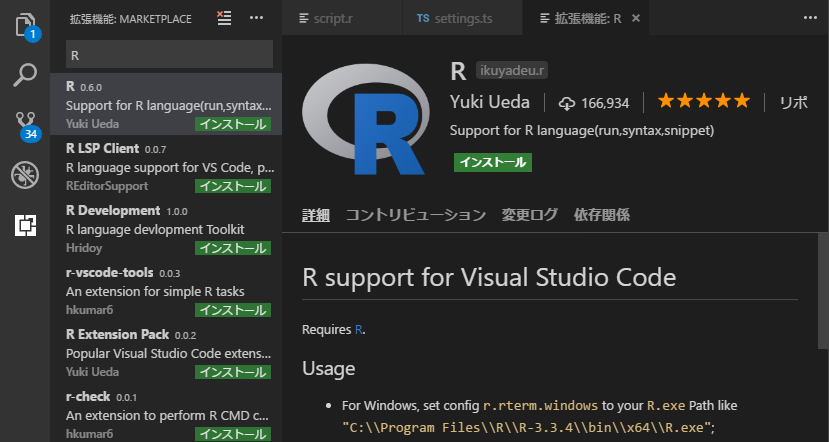 拡張機能: MARKETPLACE
script.r
TS settings.ts
拡張機能: R
1
34
R
R 0.6.0
Support for R language(run,syntax...
Yuki Ueda インストール
R LSP Client 0.0.7
R language support for VS Code, p...
REditorSupport インストール
R Development 1.0.0
R language devlopment Toolkit
Hridoy インストール
r-vscode-tools 0.0.3
An extension for simple R tasks
hkumar6 インストール
R Extension Pack 0.0.2
Popular Visual Studio Code extens...
Yuki Ueda インストール
r-check 0.0.1
An extension to perform R CMD c...
hkumar6 インストール
R
R ikuyadeu.r
Yuki Ueda 166,934 リポ
Support for R language(run,syntax,snippet)
インストール
詳細 コントリビューション 変更ログ 依存関係
R support for Visual Studio Code
Requires R.
Usage
• For Windows, set config r.rterm.windows to your R.exe Path like
"C:\\Program Files\\R\\R-3.3.4\\bin\\x64\\R.exe";